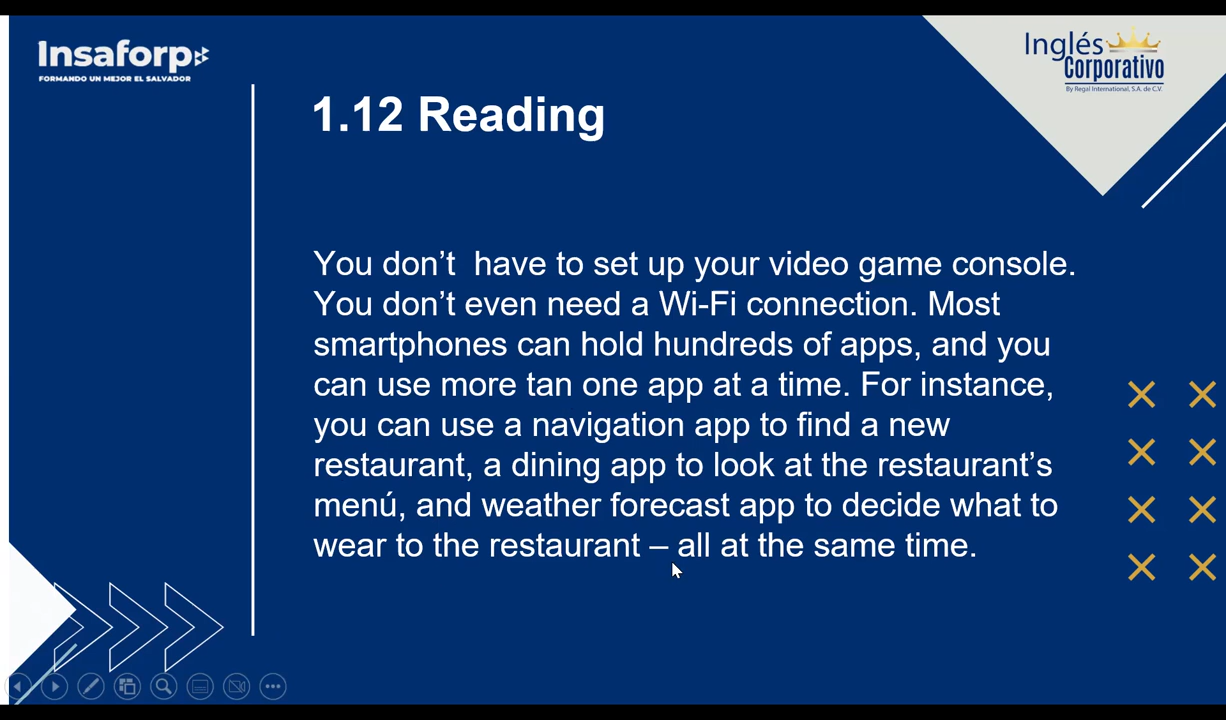 Insaforp
FORMANDO UN MEJOR EL SALVADOR
Inglés
Corporativo
By Regal International, S.A. de C.V.
1.12 Reading
You don’t  have to set up your video game console.
You don’t even need a Wi-Fi connection. Most
smartphones can hold hundreds of apps, and you
can use more tan one app at a time. For instance,
you can use a navigation app to find a new
restaurant, a dining app to look at the restaurant’s
menú, and weather forecast app to decide what to
wear to the restaurant – all at the same time.